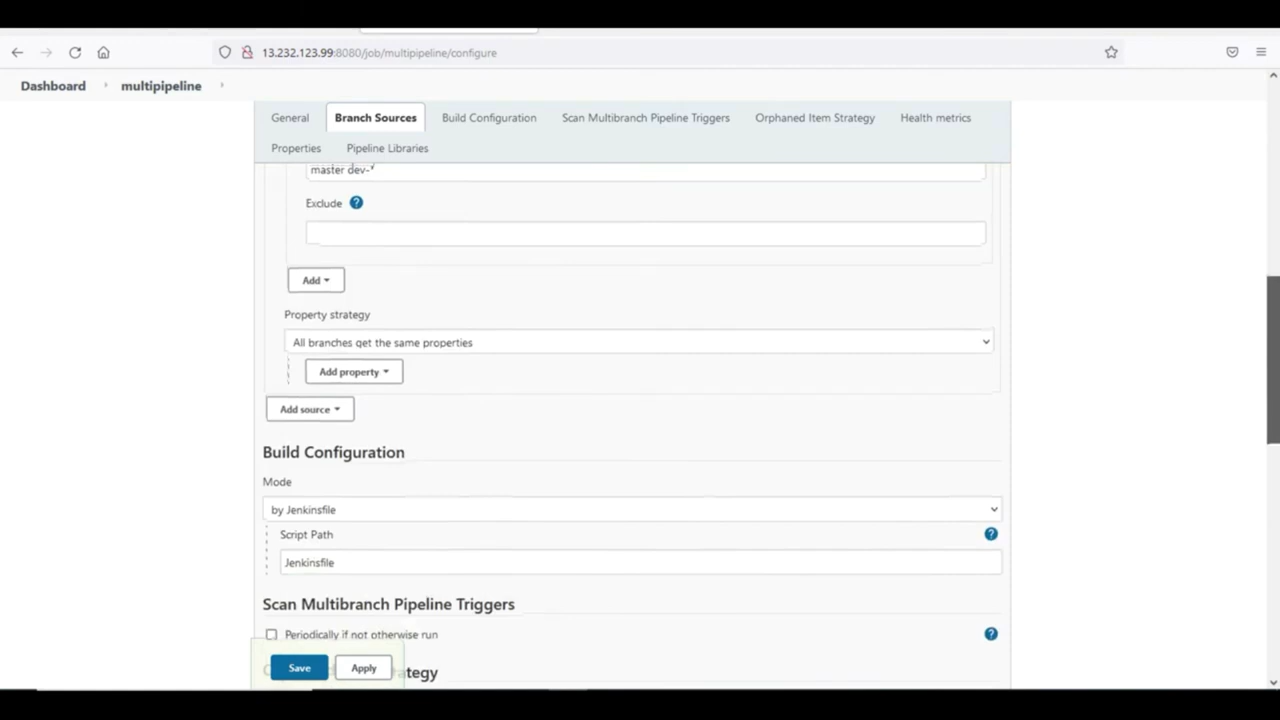 13.232.123.99:8080/job/multipipeline/configure
Dashboard multipipeline
General Branch Sources Build Configuration Scan Multibranch Pipeline Triggers Orphaned Item Strategy Health metrics
Properties Pipeline Libraries
master dev-*
Exclude ?
Add
Property strategy
All branches get the same properties
Add property
Add source
Build Configuration
Mode
by Jenkinsfile
Script Path ?
Jenkinsfile
Scan Multibranch Pipeline Triggers
Periodically if not otherwise run ?
Save Apply tegy